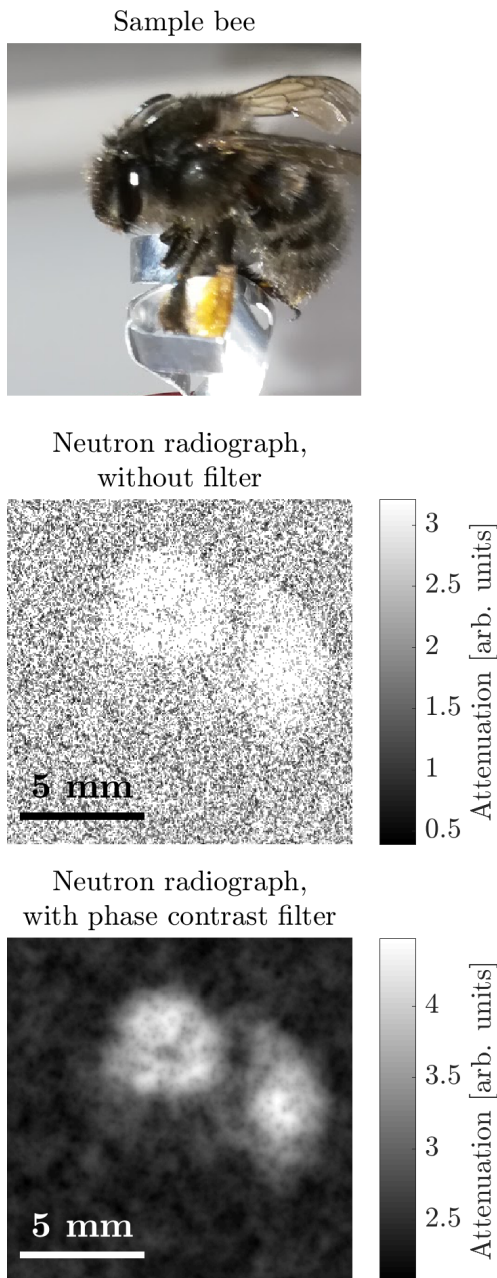 Sample bee
Neutron radiograph,
without filter
3
2.5
2
1.5
1
0.5
Attenuation [arb. units]
5 mm
Neutron radiograph,
with phase contrast filter
4
3.5
3
2.5
Attenuation [arb. units]
5 mm